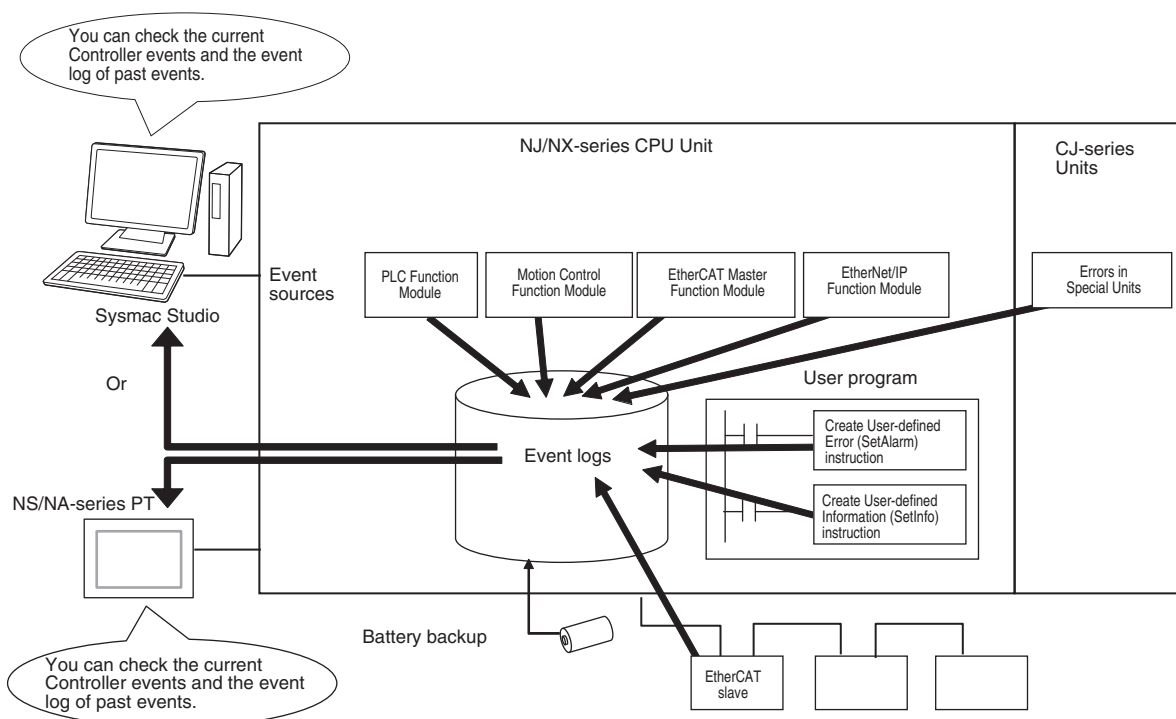 You can check the current
Controller events and the event
log of past events.
NJ/NX-series CPU Unit
CJ-series
Units
Event
sources
PLC Function
Module
Motion Control
Function Module
EtherCAT Master
Function Module
EtherNet/IP
Function Module
Errors in
Special Units
Sysmac Studio
Or
User program
Create User-defined
Error (SetAlarm)
instruction
Event logs
NS/NA-series PT
Create User-defined
Information (SetInfo)
instruction
Battery backup
EtherCAT
slave
You can check the current
Controller events and the event
log of past events.